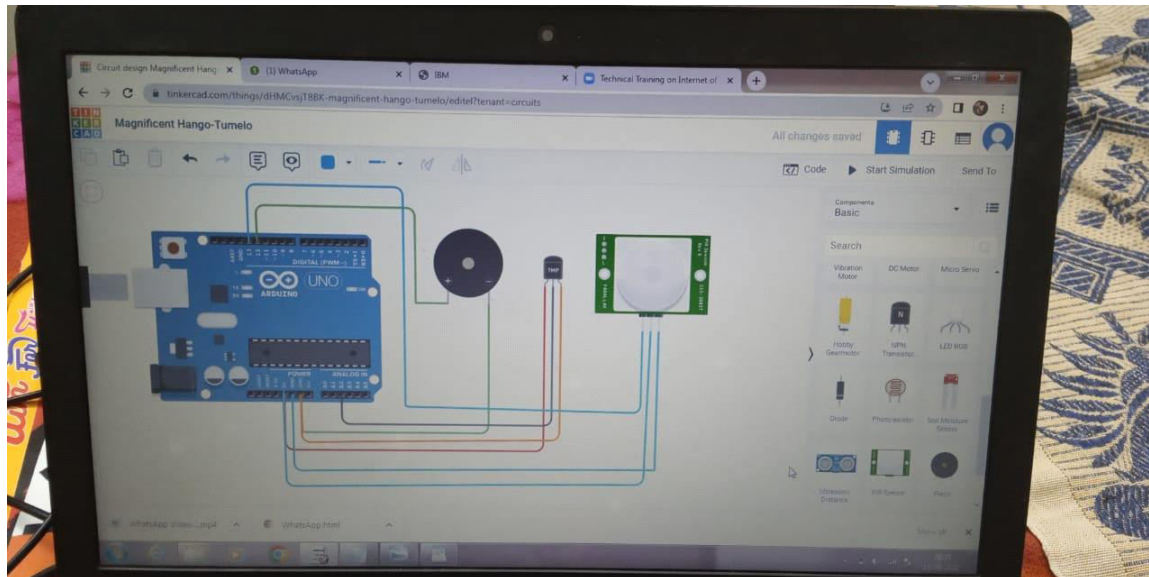 Circuit design Magnificent Hang
(1) WhatsApp
IBM
Technical Training on Internet of
tinkercad.com/things/dHMCvsjT8BK-magnificent-hango-tumelo/editel?tenant=circuits
TIN
KER
CAD
Magnificent Hango-Tumelo
All changes saved
Code
Start Simulation
Send To
Components
Basic
Search
DIGITAL (PWM~)
UNO
ARDUINO
POWER
ANALOG IN
TMP
Vibration
Motor
DC Motor
Micro Servo
Hobby
Gearmotor
NPN
LED RGB
Diode
Photoresistor
Soil Moisture
Sensor
Ultrasonic
Distance
PIR Sensor
Piezo
WhatsApp Video....mp4
WhatsApp.html